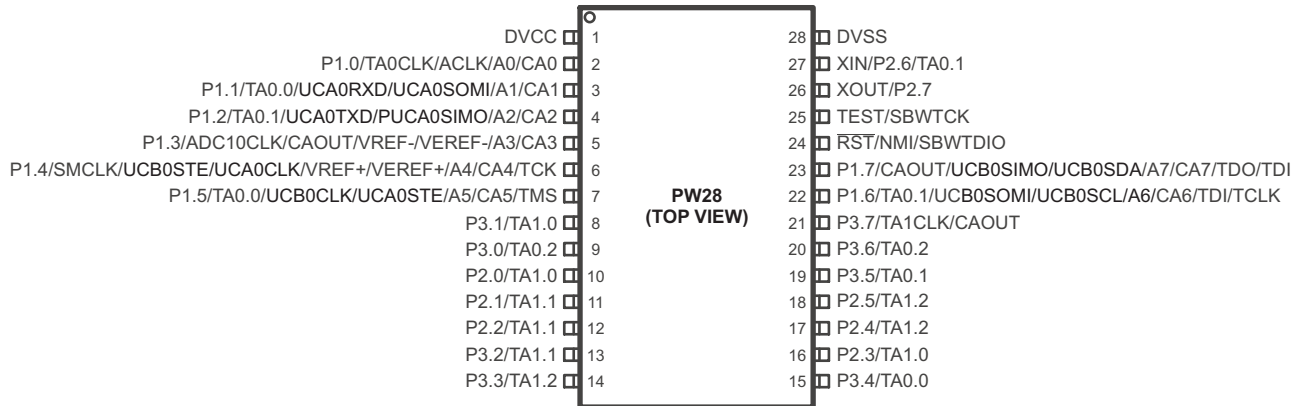 DVCC 1 28 DVSS
P1.0/TA0CLK/ACLK/A0/CA0 2 27 XIN/P2.6/TA0.1
P1.1/TA0.0/UCA0RXD/UCA0SOMI/A1/CA1 3 26 XOUT/P2.7
P1.2/TA0.1/UCA0TXD/PUCA0SIMO/A2/CA2 4 25 TEST/SBWTCK
P1.3/ADC10CLK/CAOUT/VREF-/VEREF-/A3/CA3 5 24 RST/NMI/SBWTDIO
P1.4/SMCLK/UCB0STE/UCA0CLK/VREF+/VEREF+/A4/CA4/TCK 6 23 P1.7/CAOUT/UCB0SIMO/UCB0SDA/A7/CA7/TDO/TDI
P1.5/TA0.0/UCB0CLK/UCA0STE/A5/CA5/TMS 7 PW28 22 P1.6/TA0.1/UCB0SOMI/UCB0SCL/A6/CA6/TDI/TCLK
P3.1/TA1.0 8 (TOP VIEW) 21 P3.7/TA1CLK/CAOUT
P3.0/TA0.2 9 20 P3.6/TA0.2
P2.0/TA1.0 10 19 P3.5/TA0.1
P2.1/TA1.1 11 18 P2.5/TA1.2
P2.2/TA1.1 12 17 P2.4/TA1.2
P3.2/TA1.1 13 16 P2.3/TA1.0
P3.3/TA1.2 14 15 P3.4/TA0.0